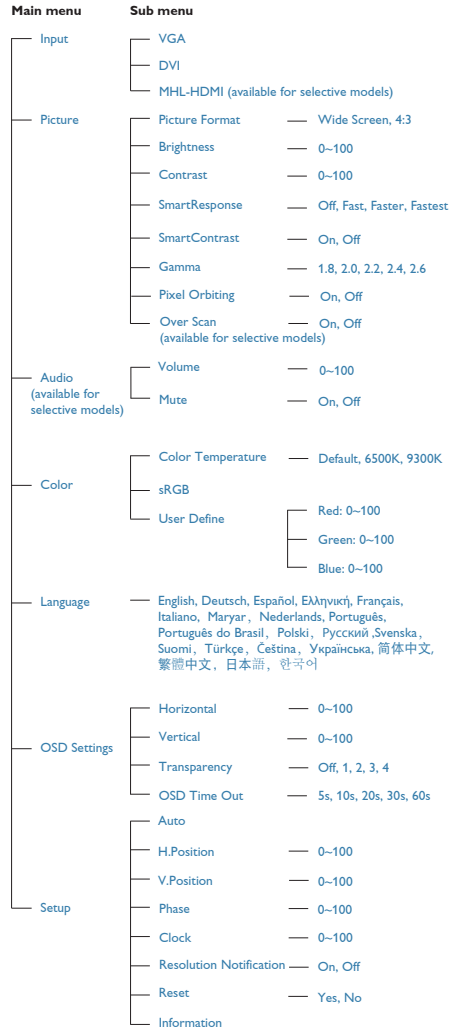 Main menu Sub menu
Input VGA
DVI
MHL-HDMI (available for selective models)
Picture Picture Format Wide Screen, 4:3
Brightness 0~100
Contrast 0~100
SmartResponse Off, Fast, Faster, Fastest
SmartContrast On, Off
Gamma 1.8, 2.0, 2.2, 2.4, 2.6
Pixel Orbiting On, Off
Over Scan On, Off
(available for selective models)
Audio Volume 0~100
(available for
selective models) Mute On, Off
Color Color Temperature Default, 6500K, 9300K
sRGB
User Define Red: 0~100
Green: 0~100
Blue: 0~100
Language English, Deutsch, Español, Ελληνική, Français,
Italiano, Maryar, Nederlands, Português,
Português do Brasil, Polski, Русский ,Svenska,
Suomi, Türkçe, Čeština, Українська, 简体中文,
繁體中文, 日本語, 한국어
OSD Settings Horizontal 0~100
Vertical 0~100
Transparency Off, 1, 2, 3, 4
OSD Time Out 5s, 10s, 20s, 30s, 60s
Setup Auto
H.Position 0~100
V.Position 0~100
Phase 0~100
Clock 0~100
Resolution Notification On, Off
Reset Yes, No
Information